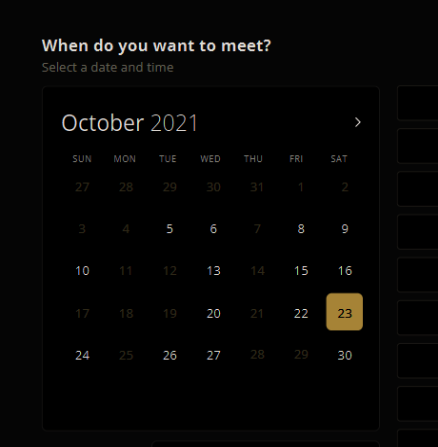 When do you want to meet?
Select a date and time
October 2021
SUN MON TUE WED THU FRI SAT
27 28 29 30 31 1 2
3 4 5 6 7 8 9
10 11 12 13 14 15 16
17 18 19 20 21 22 23
24 25 26 27 28 29 30